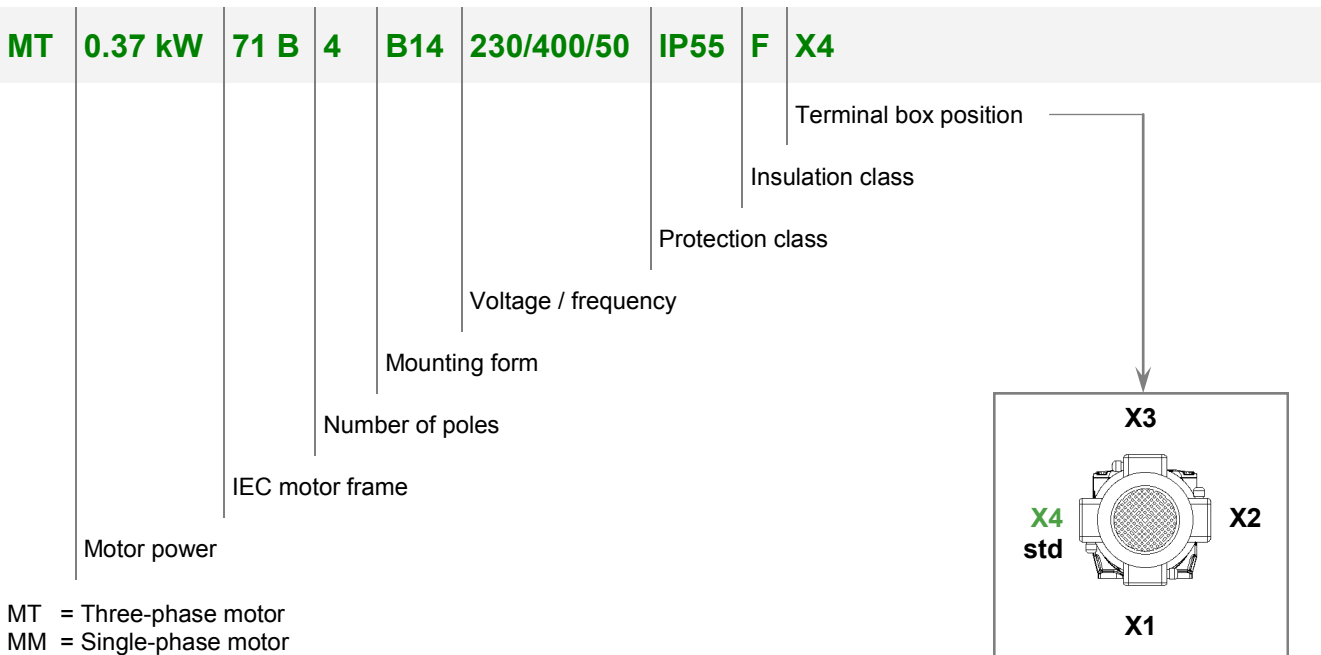 MT 0.37 kW 71 B 4 B14 230/400/50 IP55 F X4
Terminal box position
Insulation class
Protection class
Voltage / frequency
Mounting form
Number of poles
IEC motor frame
Motor power
MT = Three-phase motor
MM = Single-phase motor
X3
X4 X2
std
X1